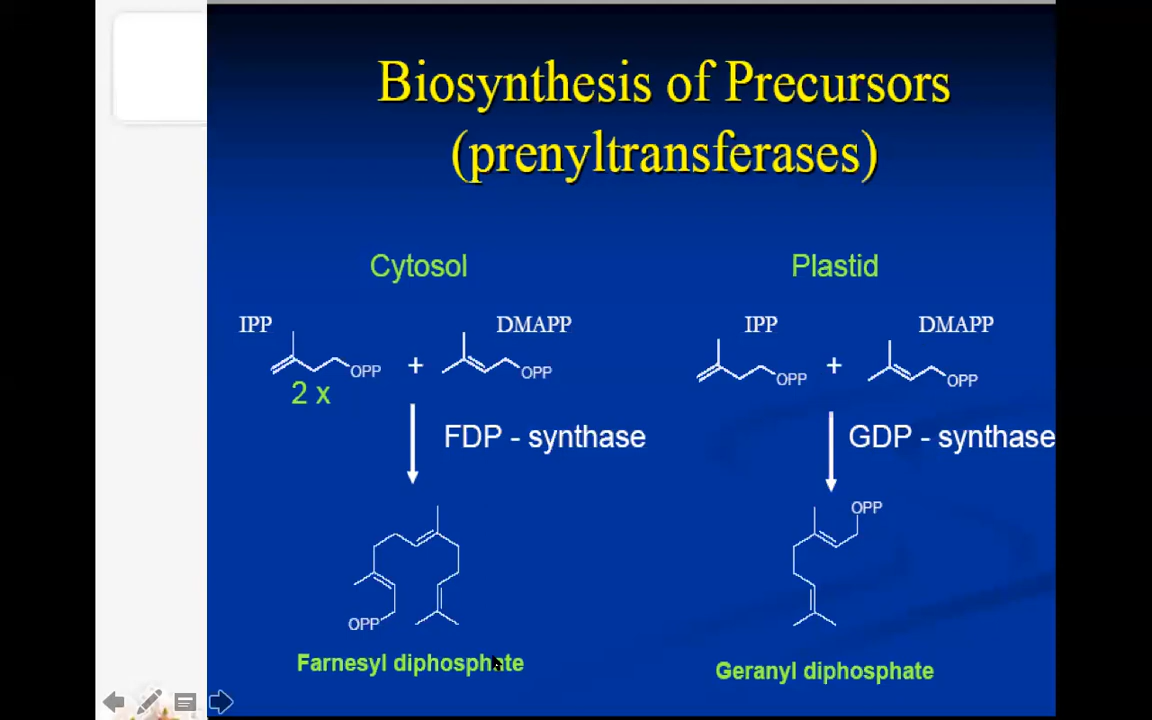 Biosynthesis of Precursors
(prenyltransferases)
Cytosol
Plastid
IPP
DMAPP
IPP
DMAPP
OPP
+
OPP
OPP
+
OPP
2 x
FDP - synthase
GDP - synthase
OPP
OPP
Farnesyl diphosphate
Geranyl diphosphate